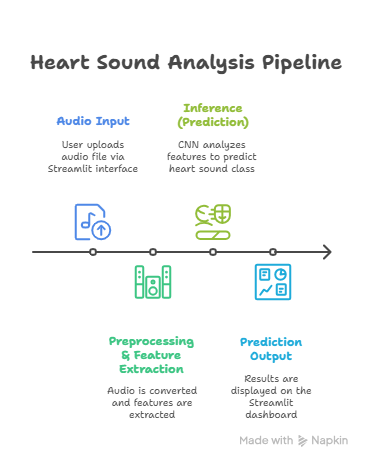 Heart Sound Analysis Pipeline
Audio Input
User uploads
audio file via
Streamlit interface
Inference
(Prediction)
CNN analyzes
features to predict
heart sound class
Preprocessing
& Feature
Extraction
Audio is converted
and features are
extracted
Prediction
Output
Results are
displayed on the
Streamlit
dashboard
Made with Napkin